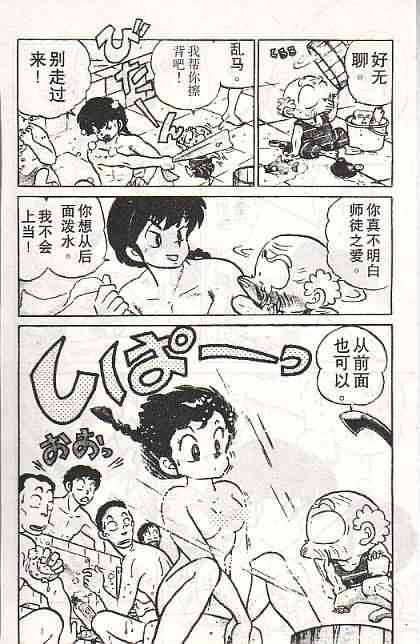 好无
聊。
乱马。
我帮你擦
背吧！
别走过
来！
びたーっ
你真不明白
师徒之爱。
你想从后
面泼水。
我不会
上当！
从前面
也可以。
しぱーっ
おおっ